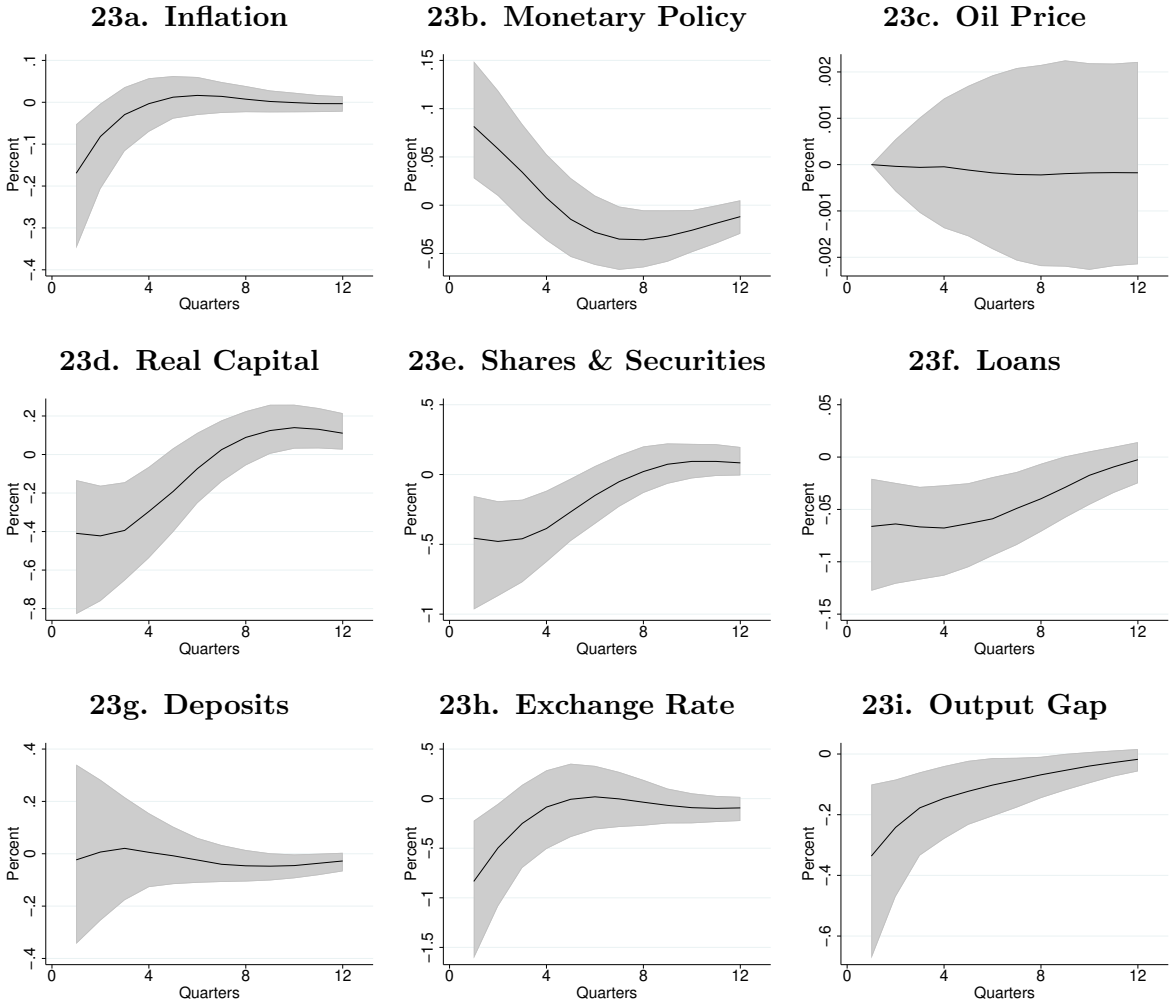 23a. Inflation
23b. Monetary Policy
23c. Oil Price
Percent
.1
0
−.1
−.2
−.3
−.4
0 4 8 12
Quarters
Percent
.15
.1
.05
0
−.05
0 4 8 12
Quarters
Percent
.002
.001
0
−.001
−.002
0 4 8 12
Quarters
23d. Real Capital
23e. Shares & Securities
23f. Loans
Percent
.2
0
−.2
−.4
−.6
−.8
0 4 8 12
Quarters
Percent
.5
0
−.5
−1
0 4 8 12
Quarters
Percent
.05
0
−.05
−.1
−.15
0 4 8 12
Quarters
23g. Deposits
23h. Exchange Rate
23i. Output Gap
Percent
.4
.2
0
−.2
−.4
0 4 8 12
Quarters
Percent
.5
0
−.5
−1
−1.5
0 4 8 12
Quarters
Percent
0
−.2
−.4
−.6
0 4 8 12
Quarters